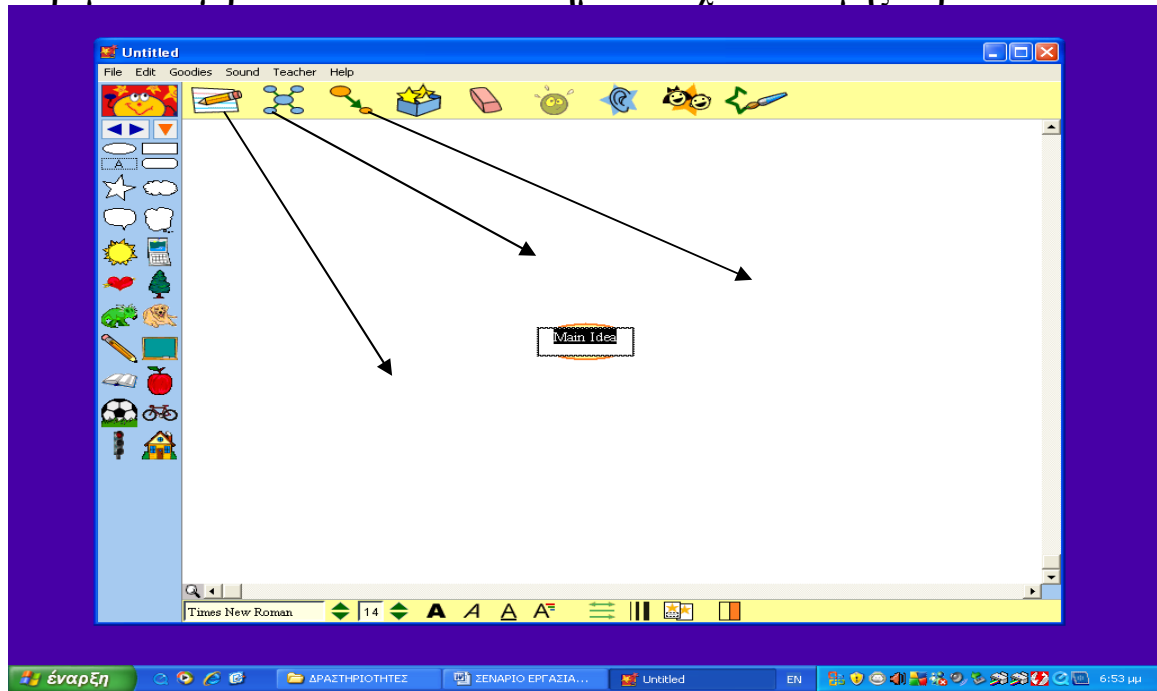 Untitled
File Edit Goodies Sound Teacher Help
A
Main Idea
Times New Roman 14 A A A A
έναρξη ΔΡΑΣΤΗΡΙΟΤΗΤΕΣ ΣΕΝΑΡΙΟ ΕΡΓΑΣΙΑ... Untitled EN 6:53 μμ